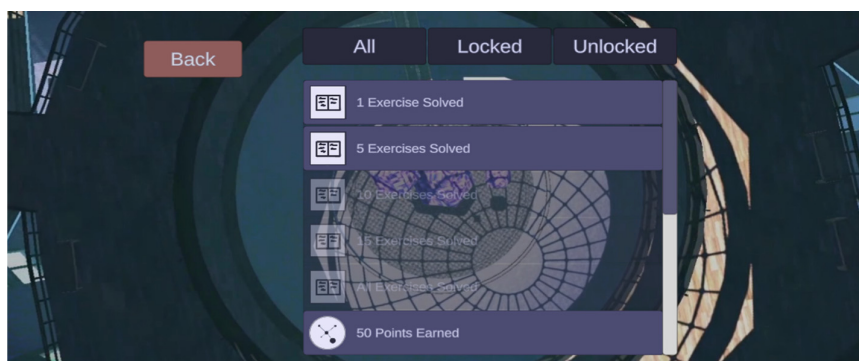 Back
All
Locked
Unlocked
1 Exercise Solved
5 Exercises Solved
10 Exercises Solved
15 Exercises Solved
All Exercises Solved
50 Points Earned